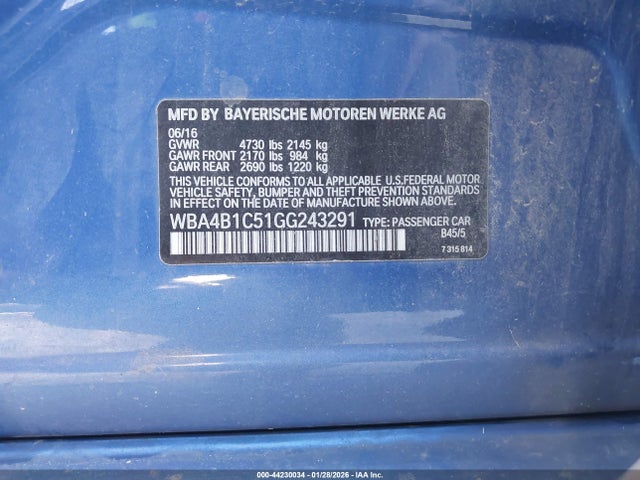 MFD BY BAYERISCHE MOTOREN WERKE AG
06/16
GVWR 4730 lbs 2145 kg
GAWR FRONT 2170 lbs 984 kg
GAWR REAR 2690 lbs 1220 kg
THIS VEHICLE CONFORMS TO ALL APPLICABLE U.S.FEDERAL MOTOR
VEHICLE SAFETY, BUMPER AND THEFT PREVENTION STANDARDS
IN EFFECT ON THE DATE OF MANUFACTURE SHOWN ABOVE.
WBA4B1C51GG243291 TYPE: PASSENGER CAR
B45/5
7 315 814
000-44230034 | 01/28/2026 - Copyright © IAA Inc.